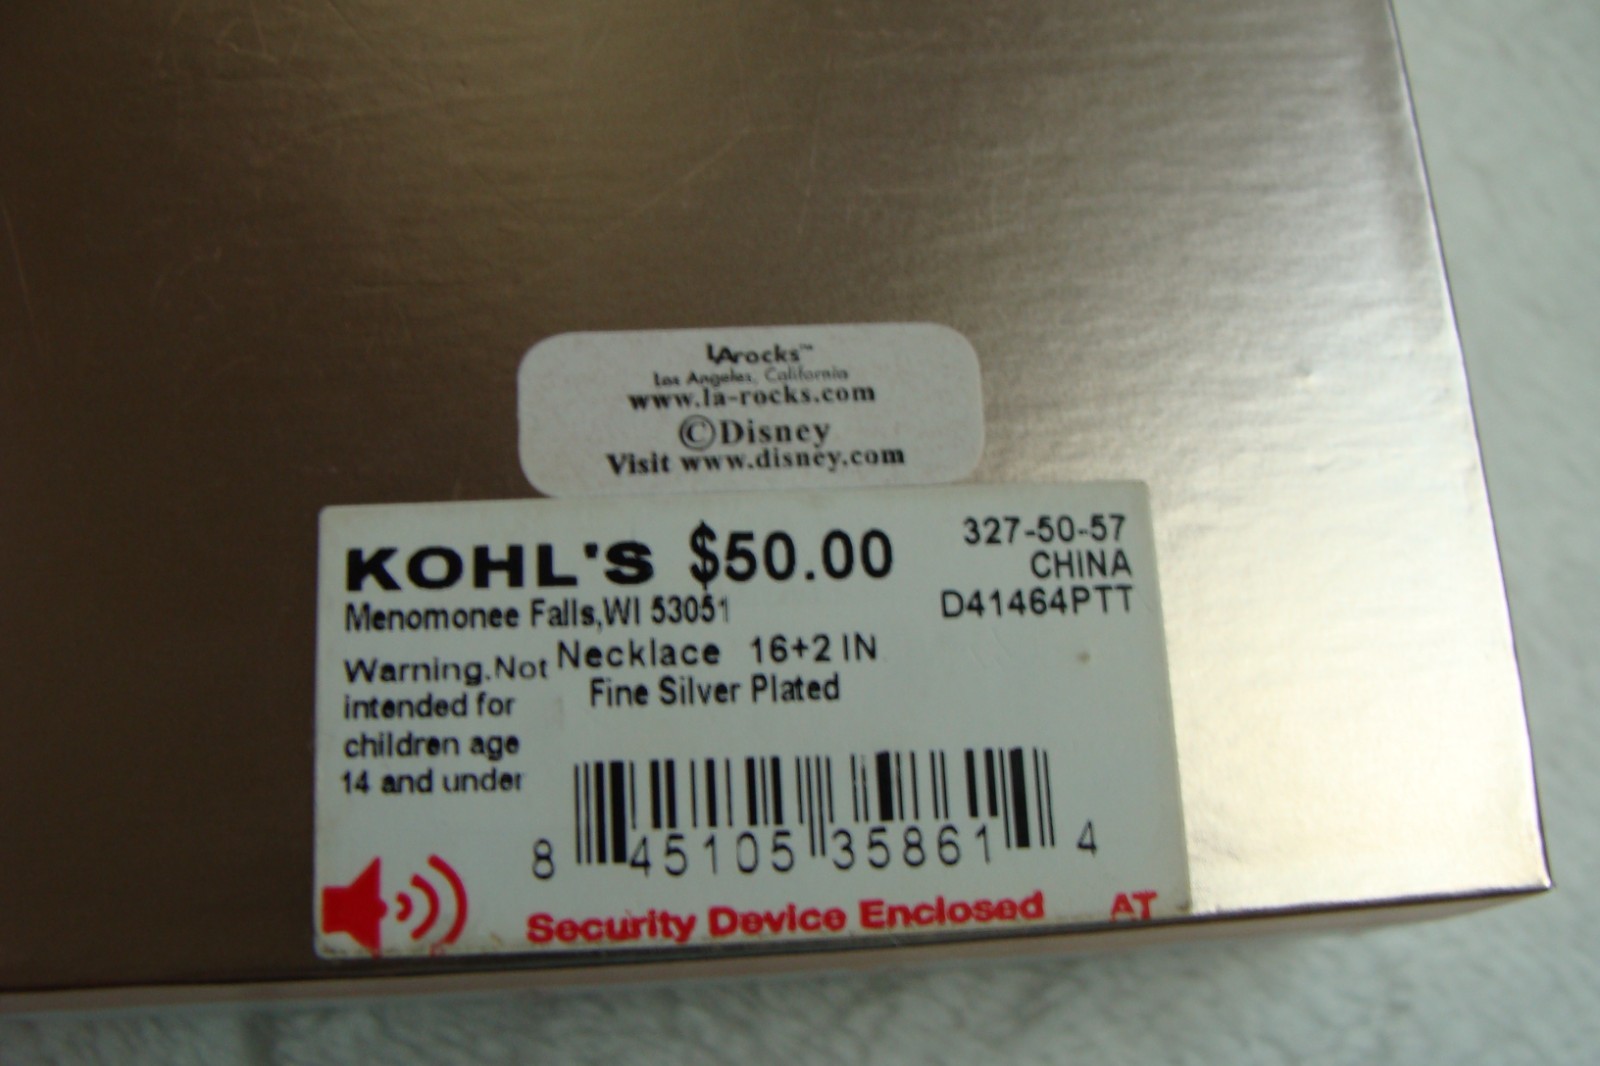 LArocks™
Los Angeles, California
www.la-rocks.com
©Disney
Visit www.disney.com
KOHL'S $50.00
327-50-57
CHINA
D41464PTT
Menomonee Falls,WI 53051
Necklace 16+2 IN
Fine Silver Plated
Warning.Not
intended for
children age
14 and under
8 45105 35861 4
Security Device Enclosed AT